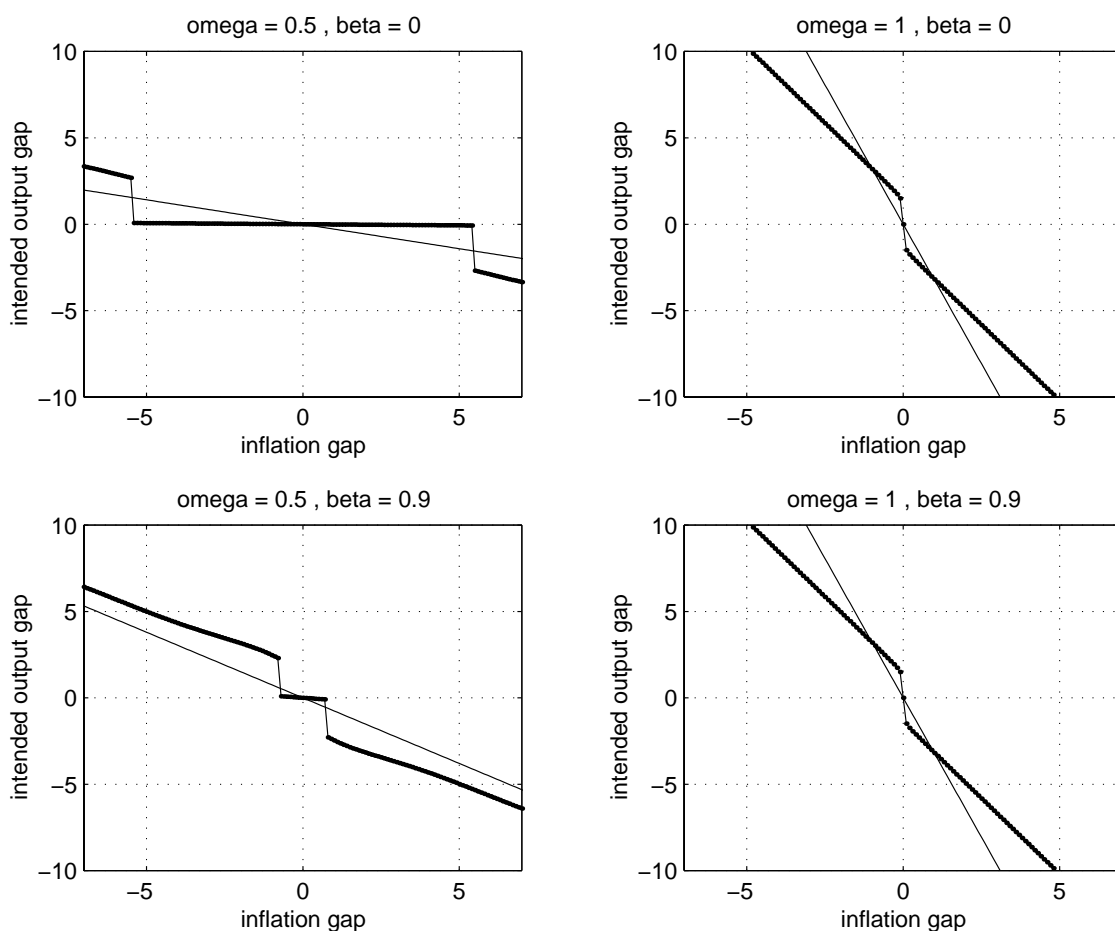 omega = 0.5 , beta = 0
10
5
0
−5
−10
−5
0
5
intended output gap
inflation gap
omega = 1 , beta = 0
10
5
0
−5
−10
−5
0
5
intended output gap
inflation gap
omega = 0.5 , beta = 0.9
10
5
0
−5
−10
−5
0
5
intended output gap
inflation gap
omega = 1 , beta = 0.9
10
5
0
−5
−10
−5
0
5
intended output gap
inflation gap